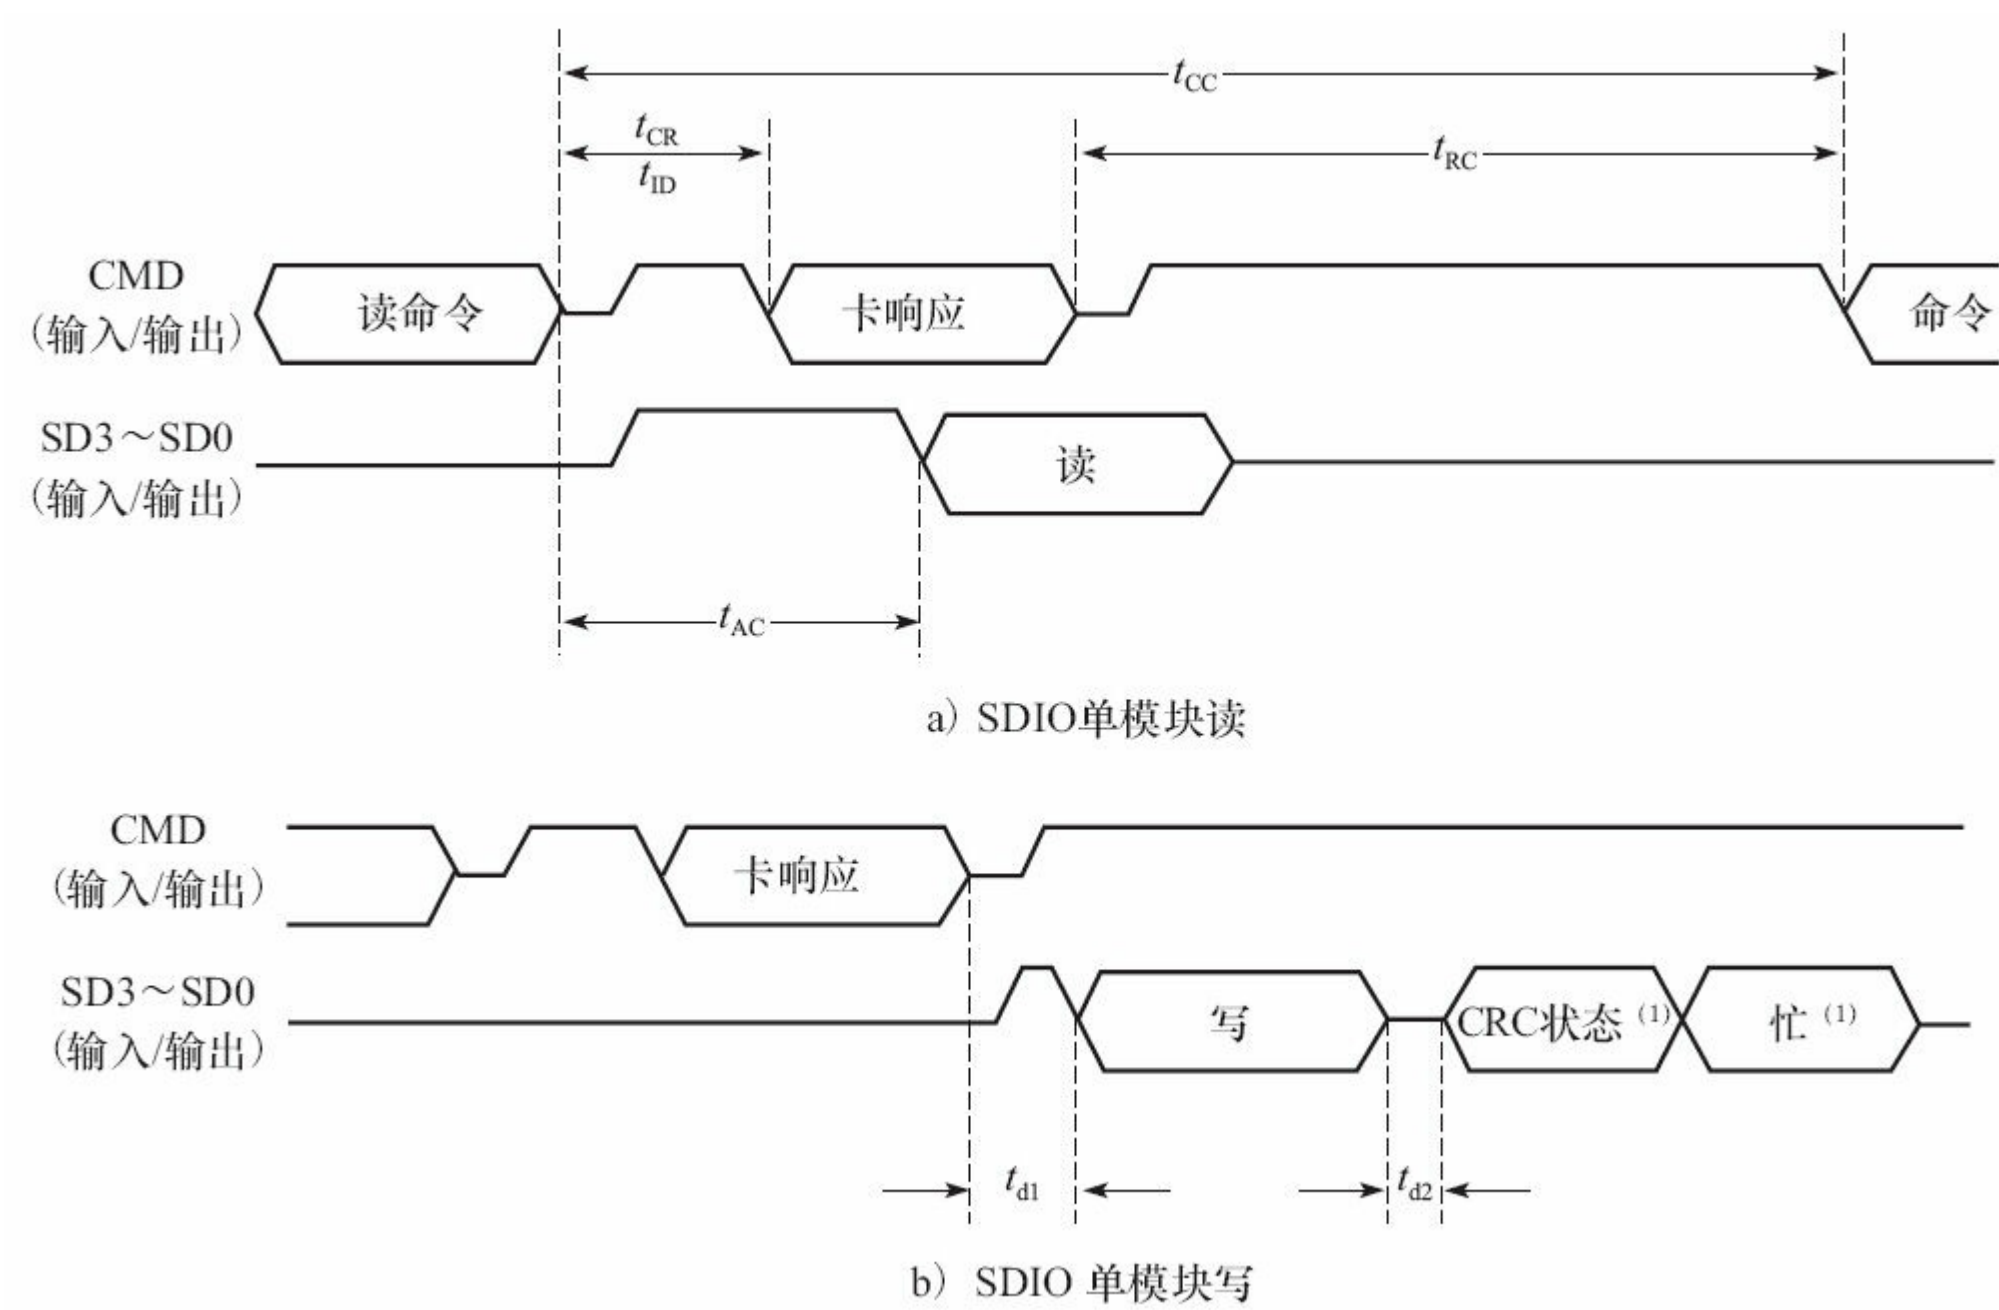 tCC
tCR
tID
tRC
CMD
(输入/输出)
读命令
卡响应
命令
SD3～SD0
(输入/输出)
读
tAC
a) SDIO单模块读
CMD
(输入/输出)
卡响应
SD3～SD0
(输入/输出)
写
CRC状态(1)
忙(1)
td1
td2
b) SDIO 单模块写